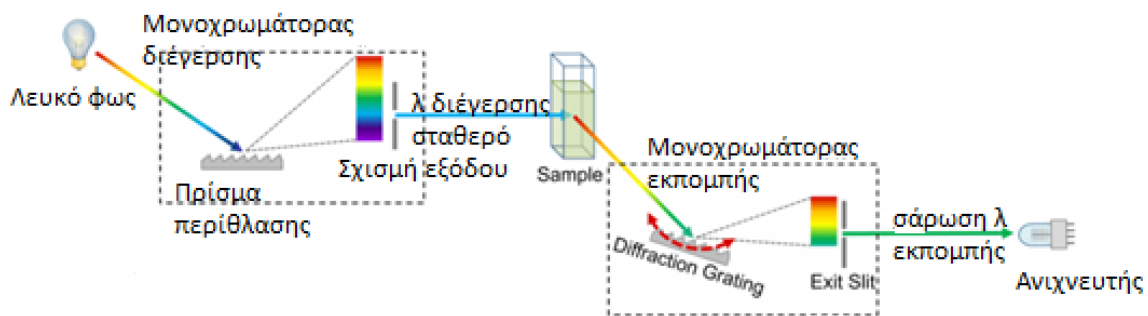 Μονοχρωμάτορας
διέγερσης
Λευκό φως
λ διέγερσης
σταθερό
Σχισμή εξόδου
Πρίσμα
περίθλασης
Sample
Μονοχρωμάτορας
εκπομπής
Diffraction Grating
Exit Slit
σάρωση λ
εκπομπής
Ανιχνευτής